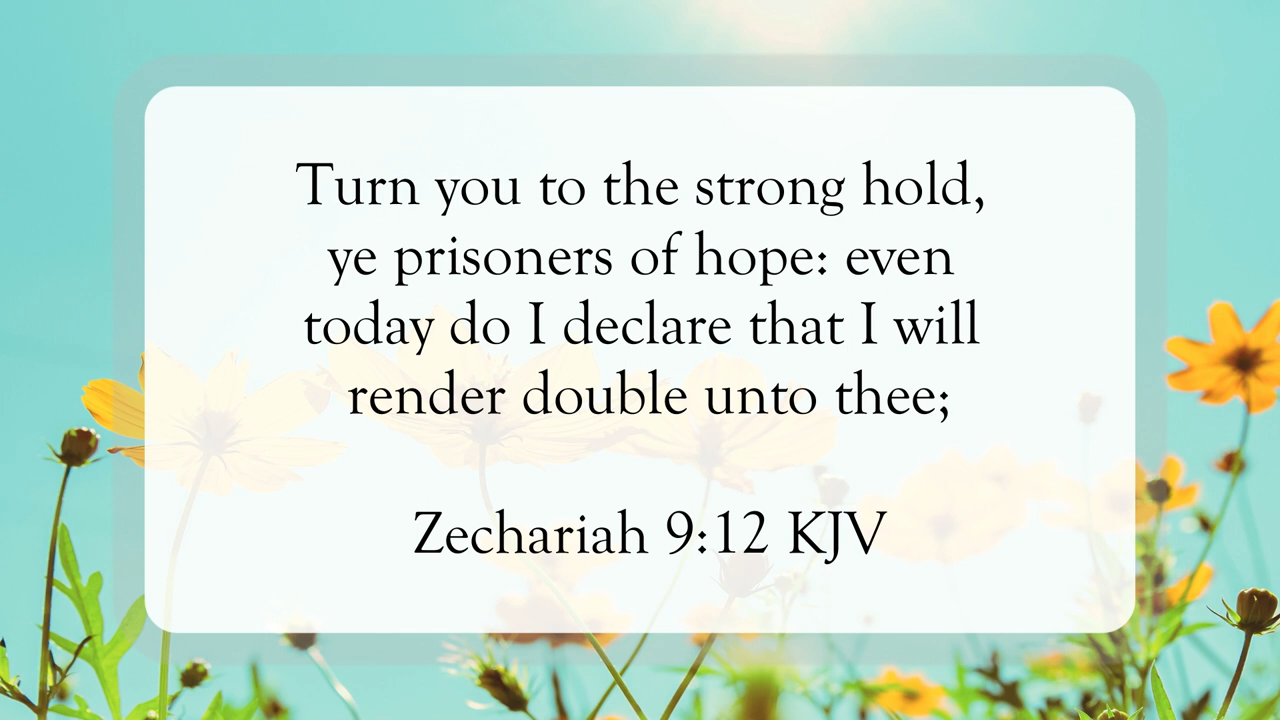 Turn you to the strong hold,
ye prisoners of hope: even
today do I declare that I will
render double unto thee;
Zechariah 9:12 KJV